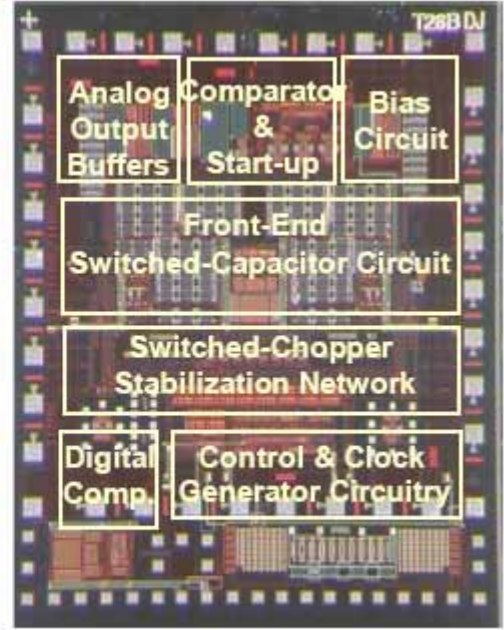 T28B DJ
Analog
Output
Buffers
Comparator
&
Start-up
Bias
Circuit
Front-End
Switched-Capacitor Circuit
Switched-Chopper
Stabilization Network
Digital
Comp.
Control & Clock
Generator Circuitry